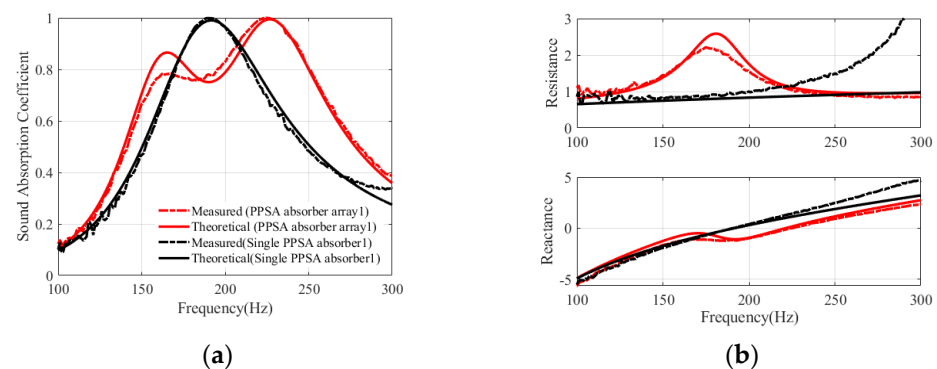 1
0.8
0.6
0.4
0.2
0
Sound Absorption Coefficient
Measured (PPSA absorber array1)
Theoretical (PPSA absorber array1)
Measured(Single PPSA absorber1)
Theoretical(Single PPSA absorber1)
100 150 200 250 300
Frequency(Hz)
(a)
3
2
1
0
Resistance
100 150 200 250 300
5
0
-5
Reactance
100 150 200 250 300
Frequency(Hz)
(b)